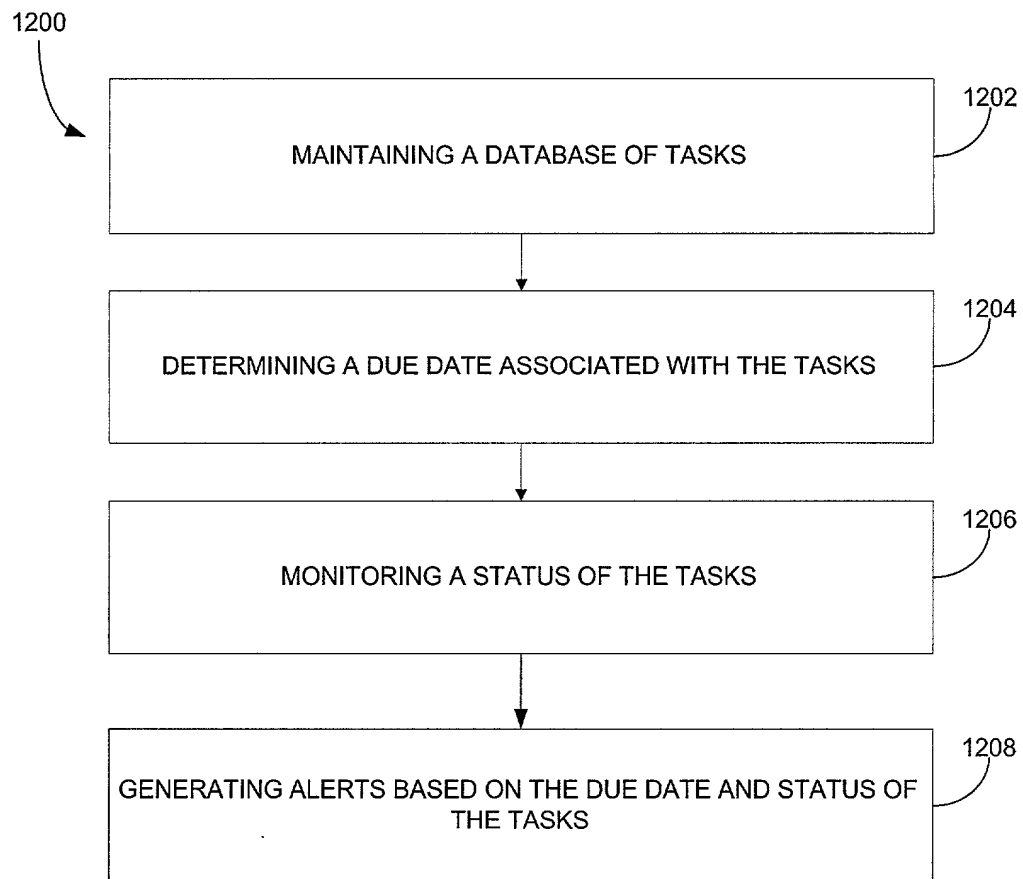 1200
1202
MAINTAINING A DATABASE OF TASKS
1204
DETERMINING A DUE DATE ASSOCIATED WITH THE TASKS
1206
MONITORING A STATUS OF THE TASKS
1208
GENERATING ALERTS BASED ON THE DUE DATE AND STATUS OF
THE TASKS